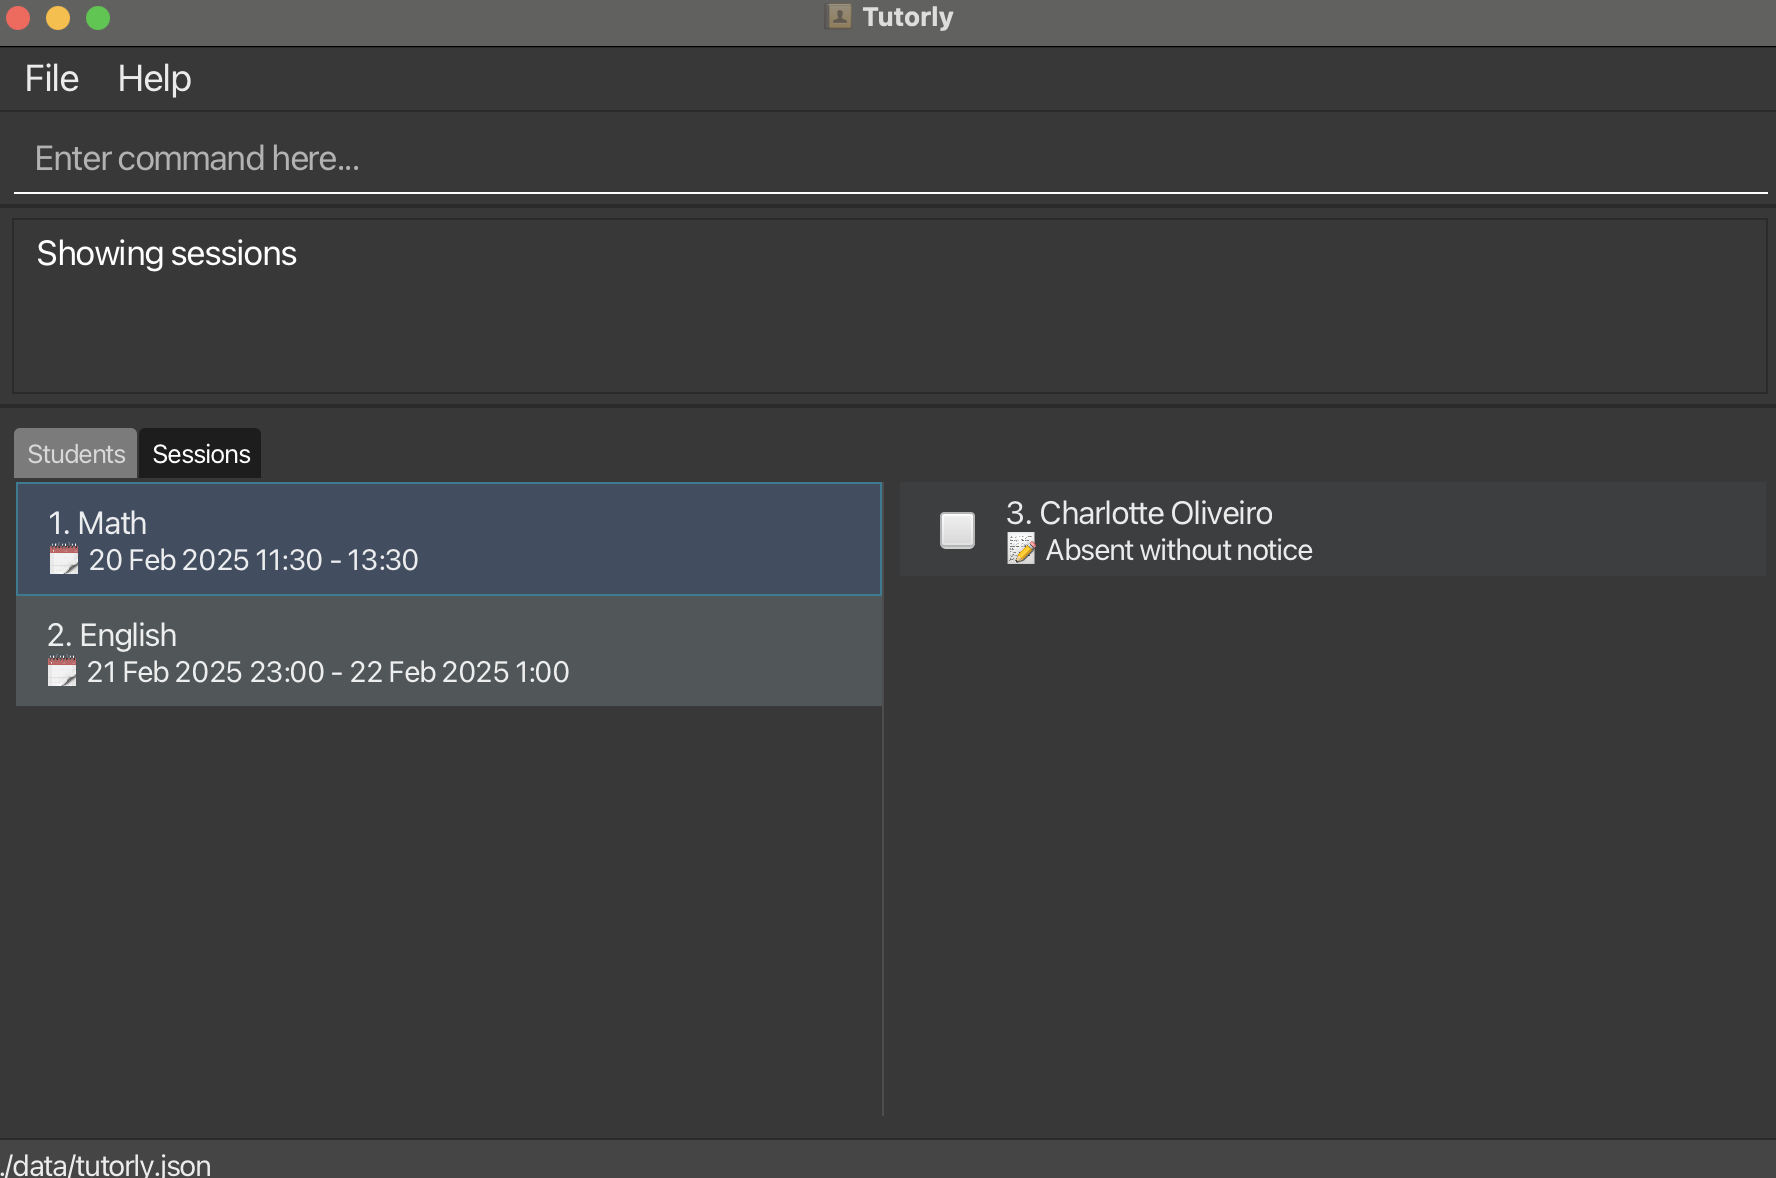 Tutorly
File Help
Enter command here...
Showing sessions
Students Sessions
1. Math
20 Feb 2025 11:30 - 13:30
2. English
21 Feb 2025 23:00 - 22 Feb 2025 1:00
3. Charlotte Oliveiro
Absent without notice
./data/tutorly.json